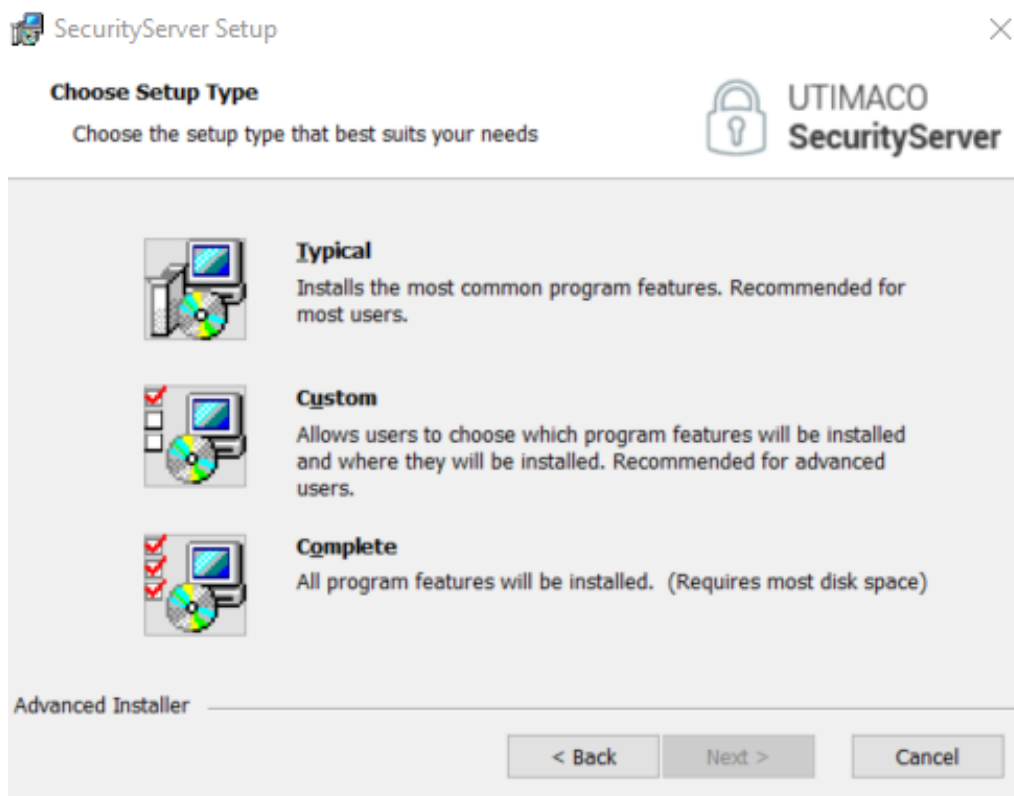 SecurityServer Setup
Choose Setup Type
Choose the setup type that best suits your needs
UTIMACO
SecurityServer
Typical
Installs the most common program features. Recommended for
most users.
Custom
Allows users to choose which program features will be installed
and where they will be installed. Recommended for advanced
users.
Complete
All program features will be installed.  (Requires most disk space)
Advanced Installer
< Back
Next >
Cancel